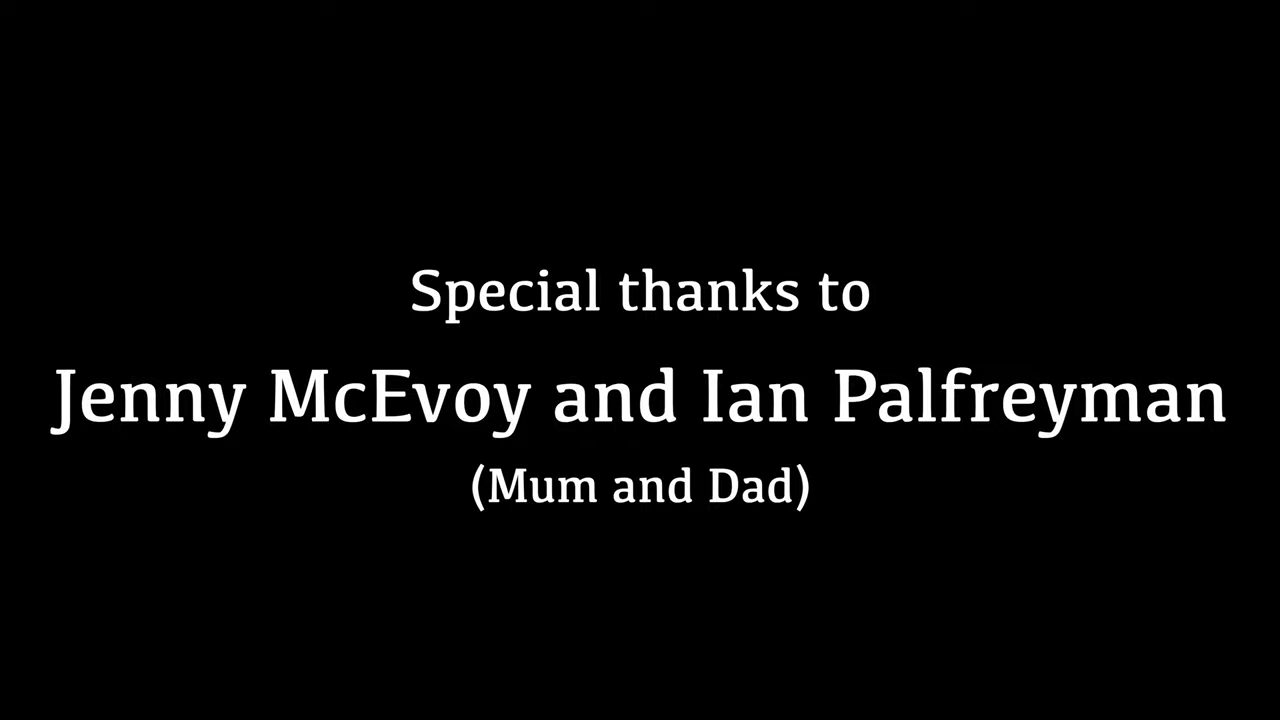 Special thanks to
Jenny McEvoy and Ian Palfreyman
(Mum and Dad)